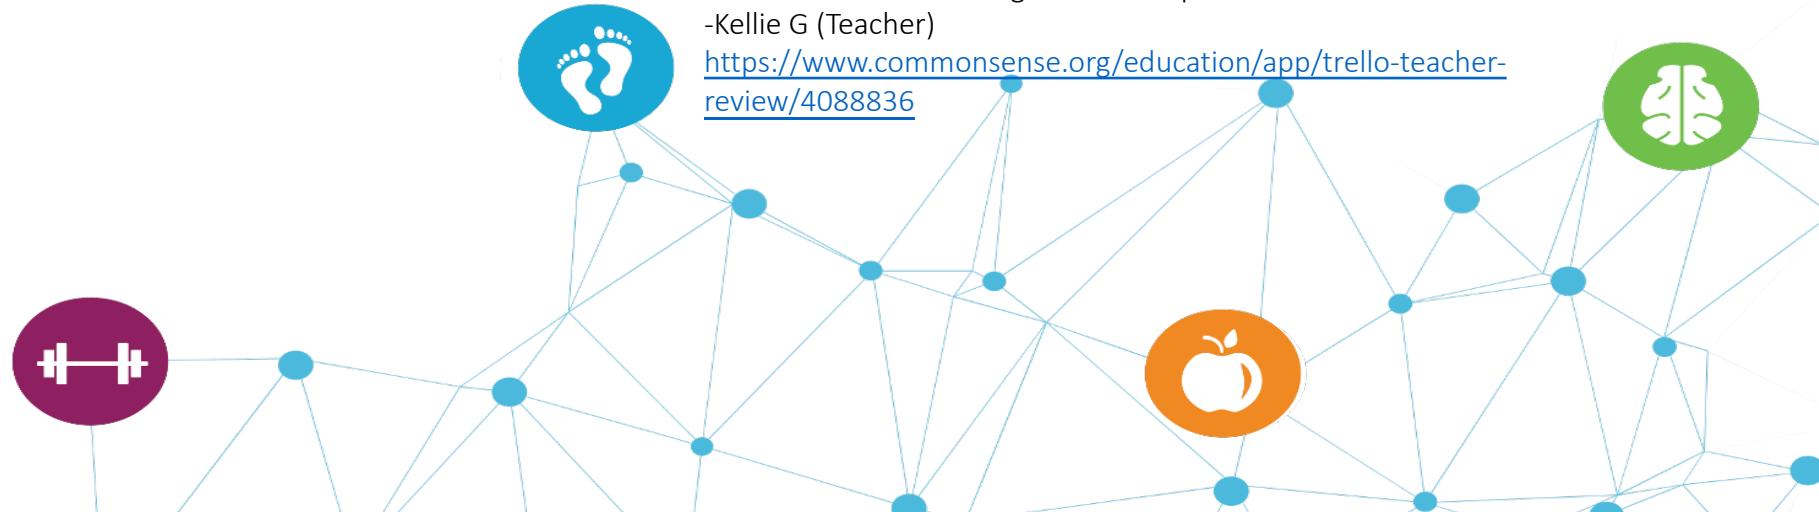 -Kellie G (Teacher)
https://www.commonsense.org/education/app/trello-teacher-
review/4088836